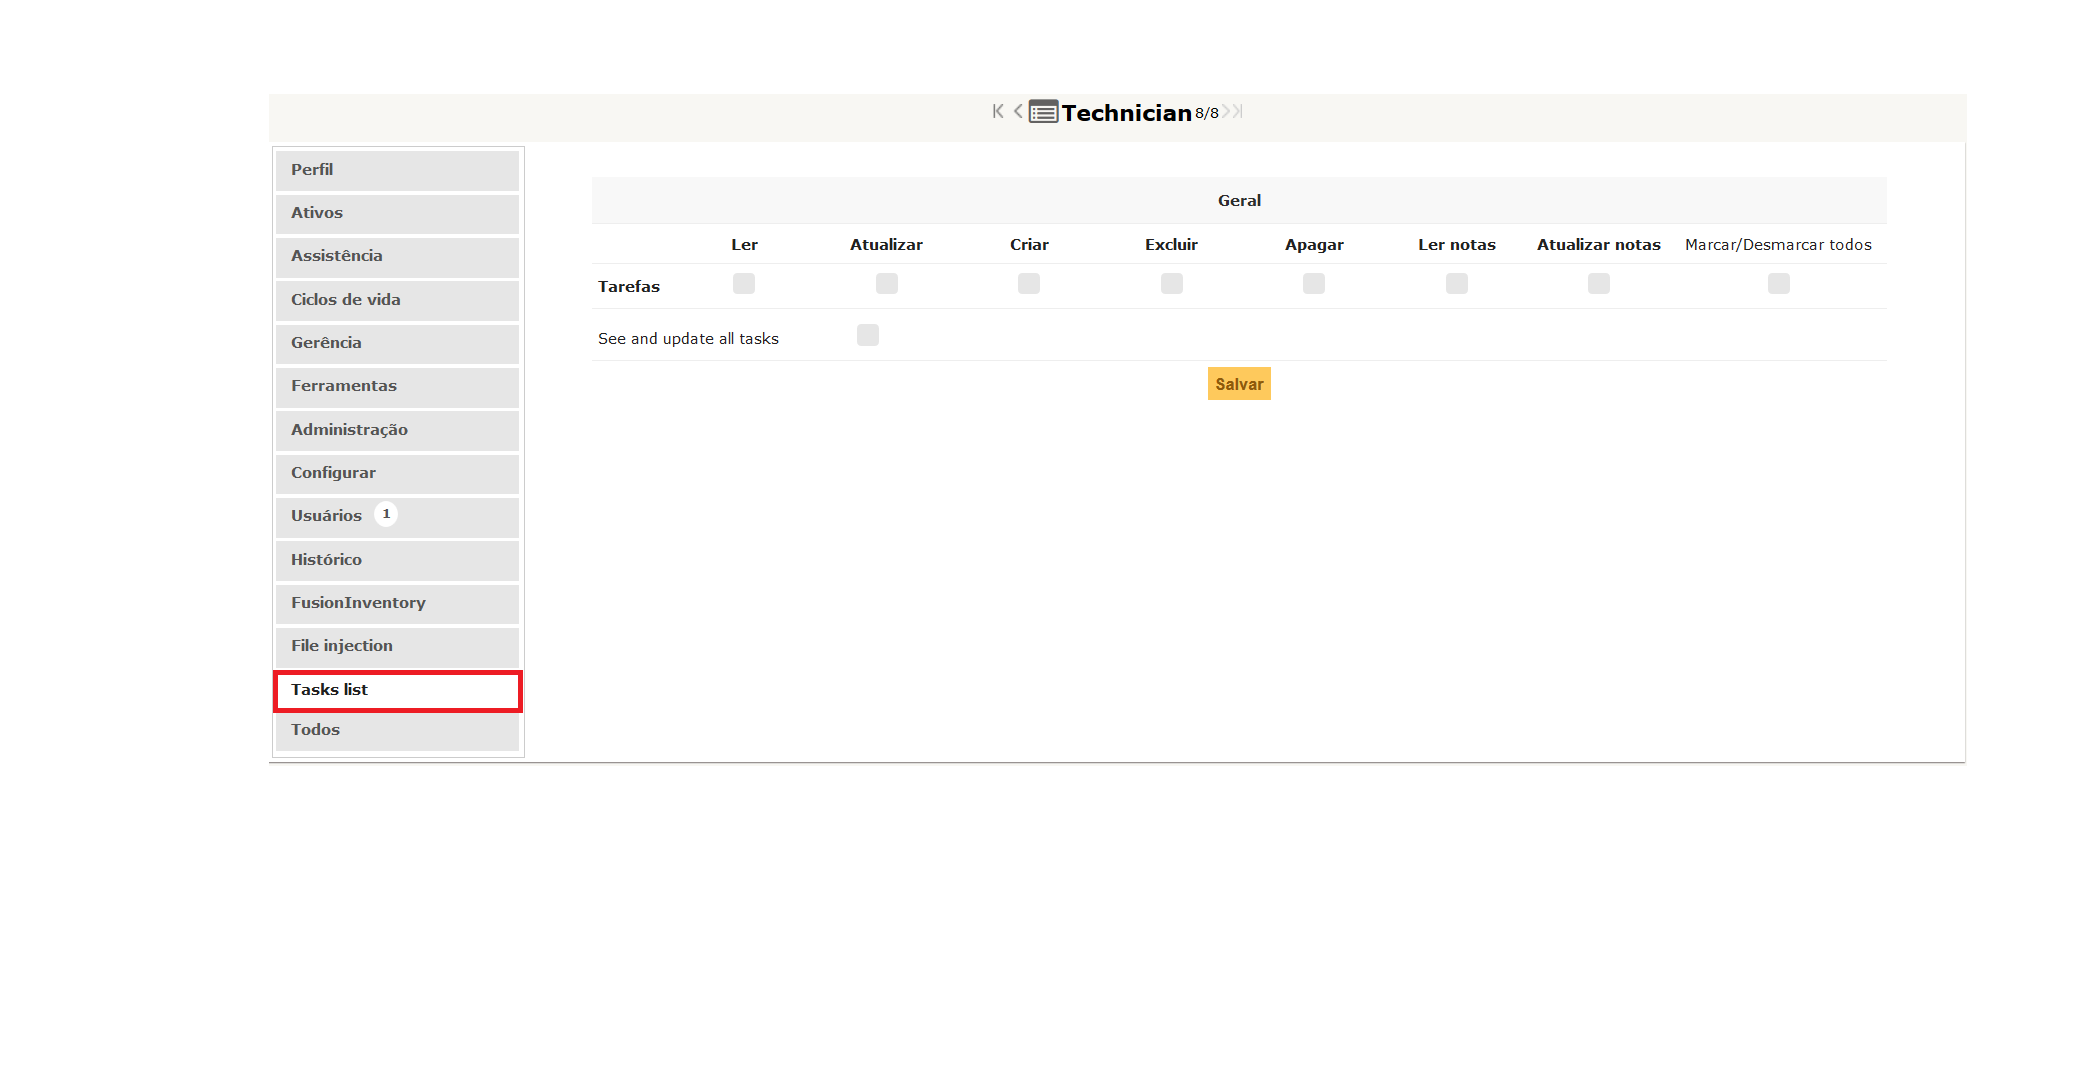 Technician 8/8
Perfil
Ativos
Assistência
Ciclos de vida
Gerência
Ferramentas
Administração
Configurar
Usuários 1
Histórico
FusionInventory
File injection
Tasks list
Todos
Geral
Ler Atualizar Criar Excluir Apagar Ler notas Atualizar notas Marcar/Desmarcar todos
Tarefas
See and update all tasks
Salvar